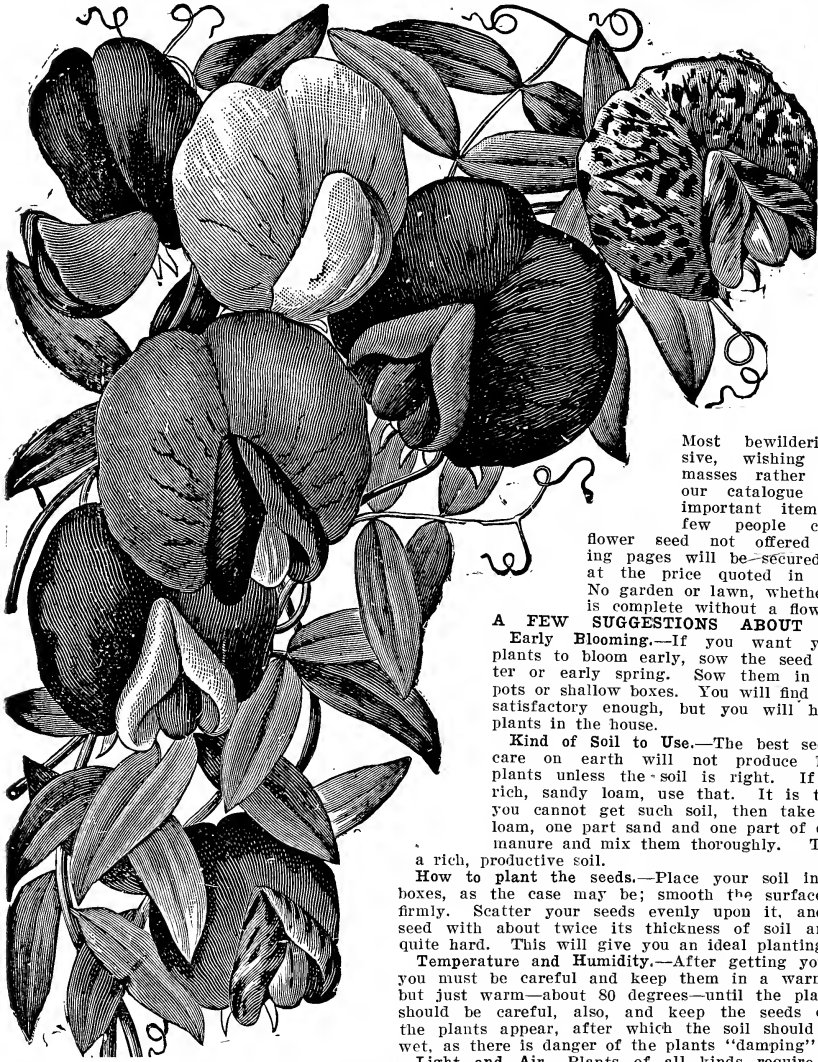 Most bewilderi
sive, wishing
masses rather
our catalogue
important item
few people c
flower seed not offered
ing pages will be secured
at the price quoted in
No garden or lawn, whethe
is complete without a flow
A FEW SUGGESTIONS ABOUT
Early Blooming.—If you want y
plants to bloom early, sow the seed
ter or early spring. Sow them in
pots or shallow boxes. You will find
satisfactory enough, but you will h
plants in the house.
Kind of Soil to Use.—The best se
care on earth will not produce
plants unless the soil is right. If
rich, sandy loam, use that. It is t
you cannot get such soil, then take
loam, one part sand and one part of
manure and mix them thoroughly. T
a rich, productive soil.
How to plant the seeds.—Place your soil in
boxes, as the case may be; smooth the surface
firmly. Scatter your seeds evenly upon it, an
seed with about twice its thickness of soil a
quite hard. This will give you an ideal planting
Temperature and Humidity.—After getting yo
you must be careful and keep them in a warm
but just warm—about 80 degrees—until the pla
should be careful, also, and keep the seeds
the plants appear, after which the soil should
wet, as there is danger of the plants "damping"
Light and Air.—Plants of all kinds require